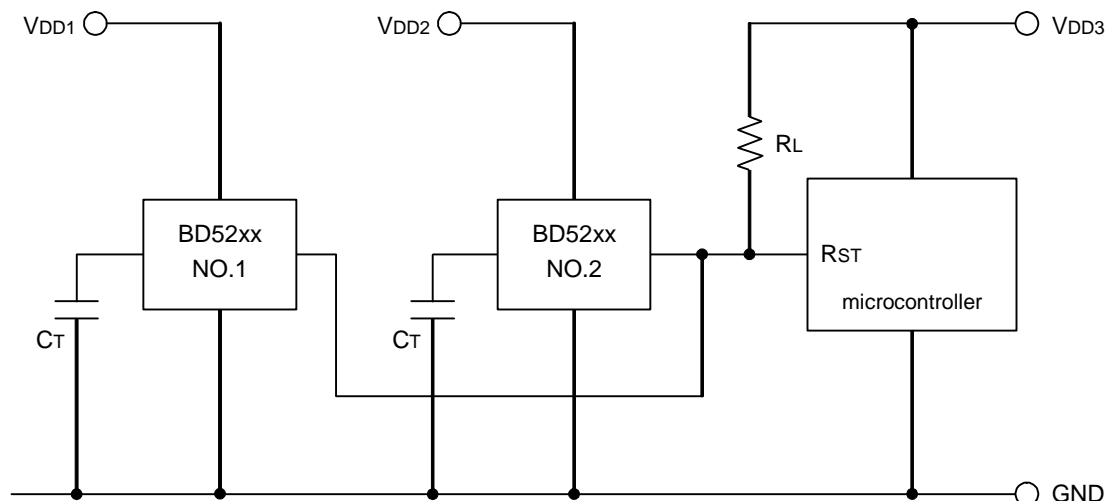 VDD1
VDD2
VDD3
RL
BD52xx
NO.1
BD52xx
NO.2
RST
microcontroller
CT
CT
GND